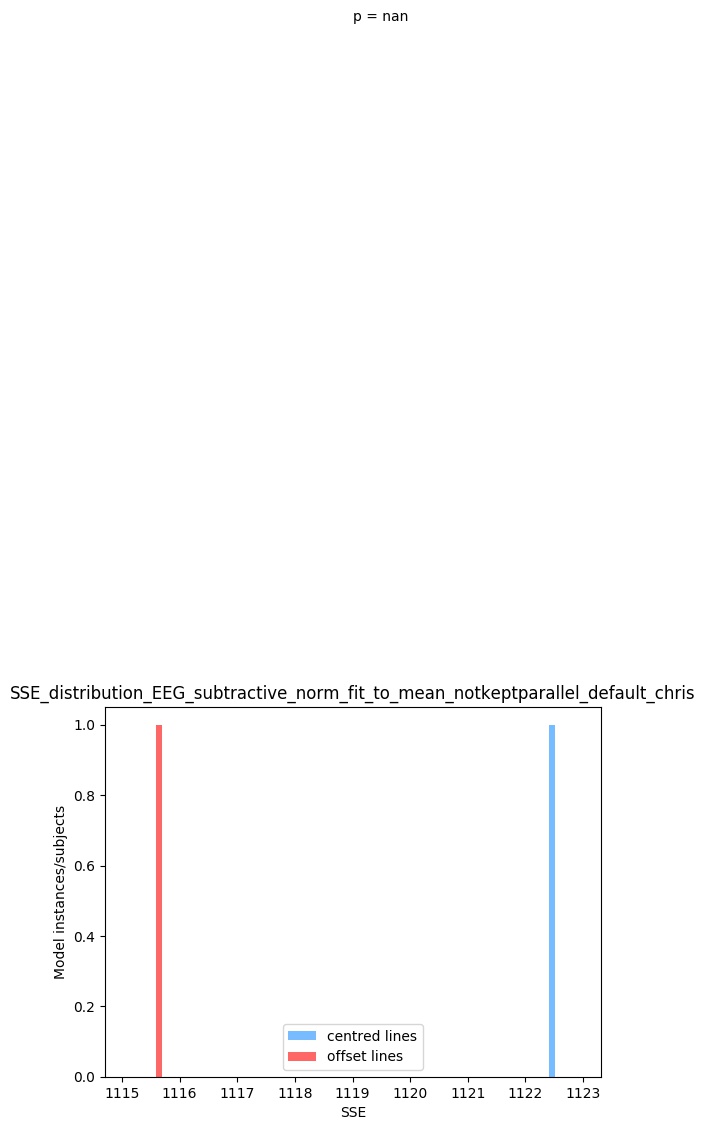 p = nan
SSE_distribution_EEG_subtractive_norm_fit_to_mean_notkeptparallel_default_chris
1.0
0.8
0.6
0.4
0.2
0.0
Model instances/subjects
centred lines
offset lines
1115 1116 1117 1118 1119 1120 1121 1122 1123
SSE